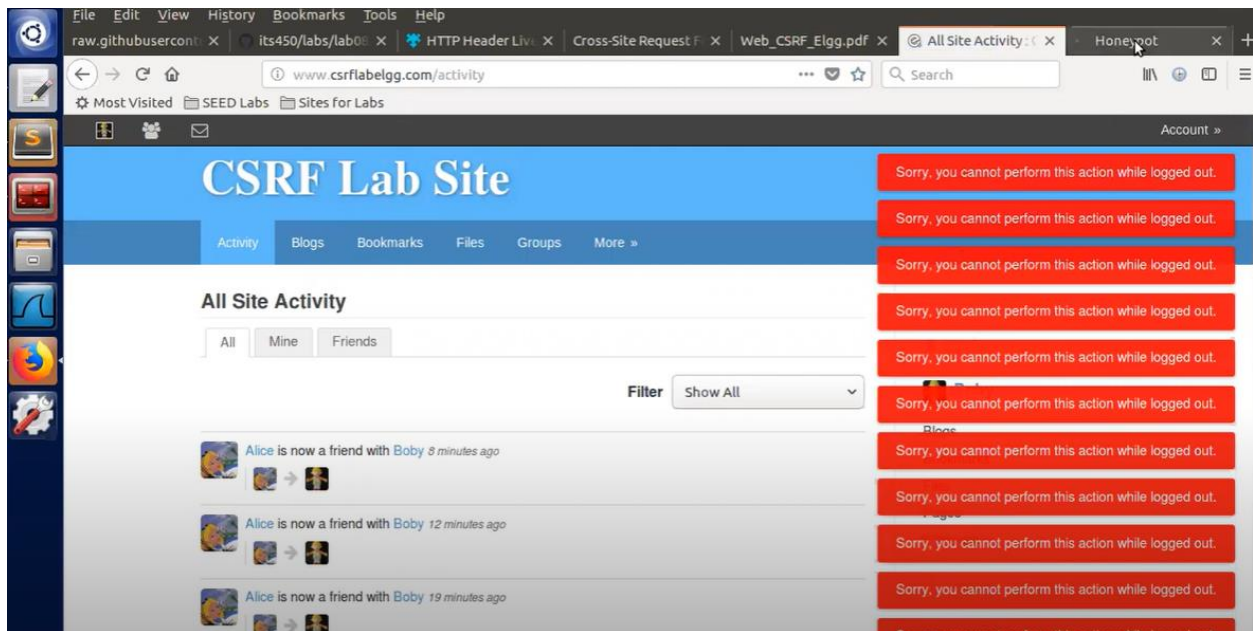 File Edit View History Bookmarks Tools Help
raw.githubusercont its450/labs/lab08 HTTP Header Live Cross-Site Request F Web_CSRF_Elgg.pdf All Site Activity : Honeypot
www.csrflabelgg.com/activity Search
Most Visited SEED Labs Sites for Labs
Account »
CSRF Lab Site
Activity Blogs Bookmarks Files Groups More »
All Site Activity
All Mine Friends
Filter Show All
Alice is now a friend with Boby 8 minutes ago
Alice is now a friend with Boby 12 minutes ago
Alice is now a friend with Boby 19 minutes ago
Sorry, you cannot perform this action while logged out.
Sorry, you cannot perform this action while logged out.
Sorry, you cannot perform this action while logged out.
Sorry, you cannot perform this action while logged out.
Sorry, you cannot perform this action while logged out.
Sorry, you cannot perform this action while logged out.
Blogs
Sorry, you cannot perform this action while logged out.
Sorry, you cannot perform this action while logged out.
Pages
Sorry, you cannot perform this action while logged out.
Sorry, you cannot perform this action while logged out.